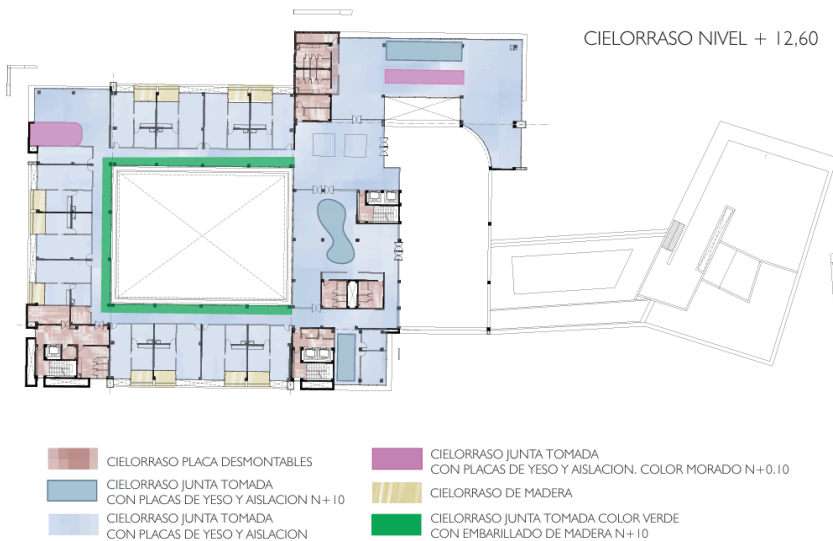 CIELORRASO NIVEL + 12,60
CIELORRASO PLACA DESMONTABLES
CIELORRASO JUNTA TOMADA
CON PLACAS DE YESO Y AISLACION N+10
CIELORRASO JUNTA TOMADA
CON PLACAS DE YESO Y AISLACION
CIELORRASO JUNTA TOMADA
CON PLACAS DE YESO Y AISLACION. COLOR MORADO N+0.10
CIELORRASO DE MADERA
CIELORRASO JUNTA TOMADA COLOR VERDE
CON EMBARILLADO DE MADERA N+10